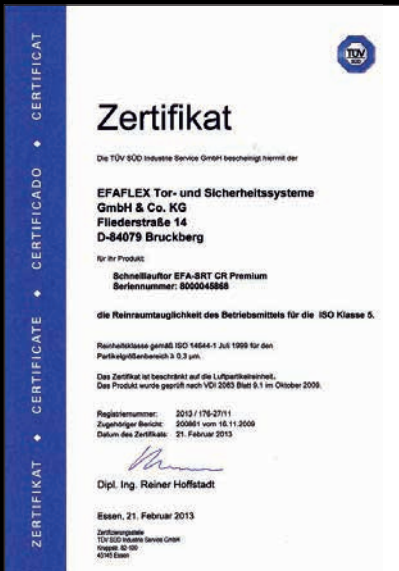 ZERTIFIKAT ◆ CERTIFICATE ◆ CERTIFICADO ◆ CERTIFICAT
TÜV
SÜD
Zertifikat
Die TÜV SÜD Industrie Service GmbH bescheinigt hiermit der
EFAFLEX Tor- und Sicherheitssysteme
GmbH & Co. KG
Fliederstraße 14
D-84079 Bruckberg
für ihr Produkt:
Schnelllauftor EFA-SRT CR Premium
Seriennummer: 8000045868
die Reinraumtauglichkeit des Betriebsmittels für die ISO Klasse 5.
Reinheitsklasse gemäß ISO 14644-1 Juli 1999 für den
Partikelgrößenbereich ≥ 0,3 µm.
Das Zertifikat ist beschränkt auf die Luftpartikelreinheit.
Das Produkt wurde geprüft nach VDI 2083 Blatt 9.1 im Oktober 2009.
Registriernummer: 2013 / 176-27/11
Zugehöriger Bericht: 200861 vom 16.11.2009
Datum des Zertifikats: 21. Februar 2013
Dipl. Ing. Reiner Hoffstadt
Essen, 21. Februar 2013
Zertifizierungsstelle
TÜV SÜD Industrie Service GmbH
45145 Essen